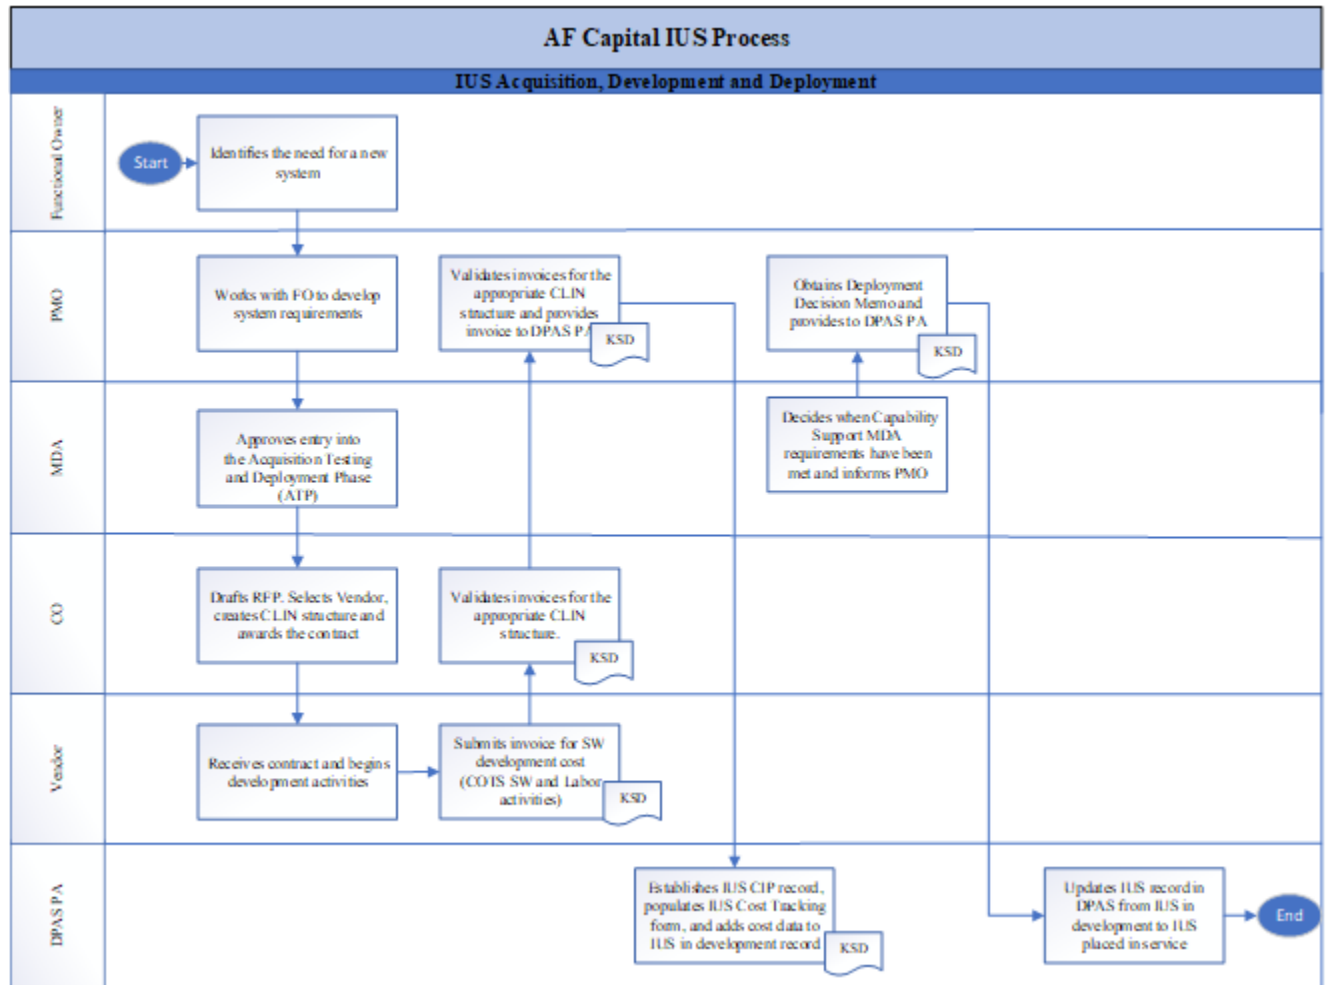 AF Capital IUS Process
IUS Acquisition, Development and Deployment
Functional Owner
Start
Identifies the need for a new
system
PMO
Works with FO to develop
system requirements
Validates invoices for the
appropriate CLIN
structure and provides
invoice to DPAS PA
KSD
Obtains Deployment
Decision Memo and
provides to DPAS PA
KSD
MDA
Approves entry into
the Acquisition Testing
and Deployment Phase
(ATP)
Decides when Capability
Support MDA
requirements have been
met and informs PMO
CO
Drafts RFP. Selects Vendor,
creates CLIN structure and
awards the contract
Validates invoices for the
appropriate CLIN
structure.
KSD
Vendor
Receives contract and begins
development activities
Submits invoice for SW
development cost
(COTS SW and Labor
activities)
KSD
DPAS PA
Establishes IUS CIP record,
populates IUS Cost Tracking
form, and adds cost data to
IUS in development record
KSD
Updates IUS record in
DPAS from IUS in
development to IUS
placed in service
End